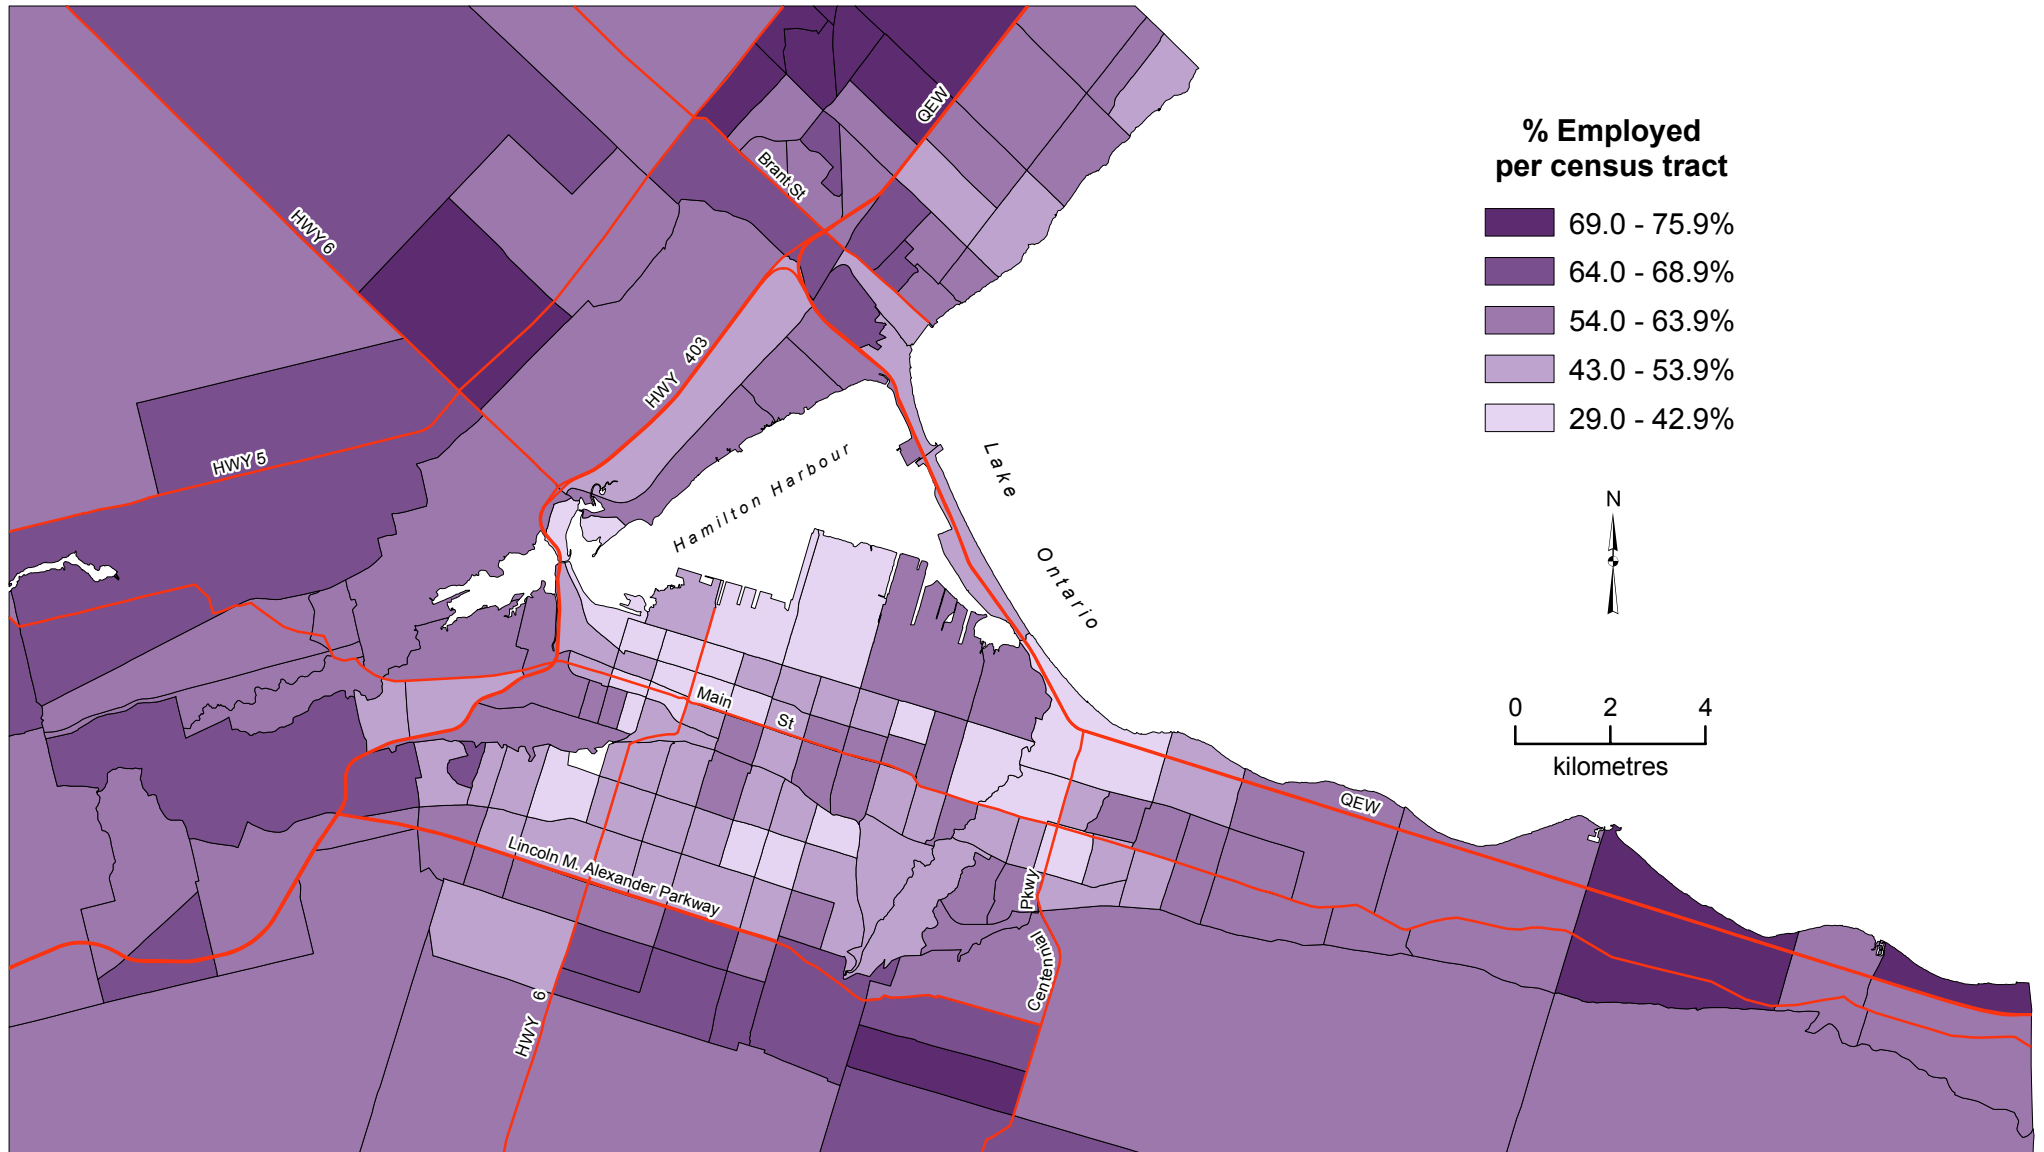 % Employed
per census tract
69.0 - 75.9%
64.0 - 68.9%
54.0 - 63.9%
43.0 - 53.9%
29.0 - 42.9%
N
0 2 4
kilometres
QEW
Brant St
HWY 6
HWY 403
HWY 5
Hamilton Harbour
Lake
Ontario
Main St
QEW
Lincoln M. Alexander Parkway
Centennial Pkwy
HWY 6